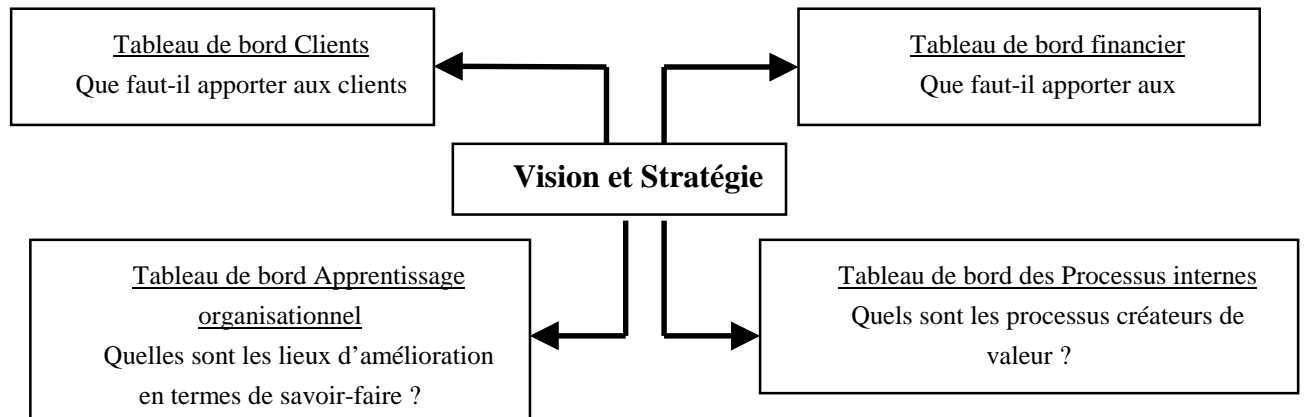 Tableau de bord Clients
Que faut-il apporter aux clients
Tableau de bord financier
Que faut-il apporter aux
Vision et Stratégie
Tableau de bord Apprentissage
organisationnel
Quelles sont les lieux d’amélioration
en termes de savoir-faire ?
Tableau de bord des Processus internes
Quels sont les processus créateurs de
valeur ?